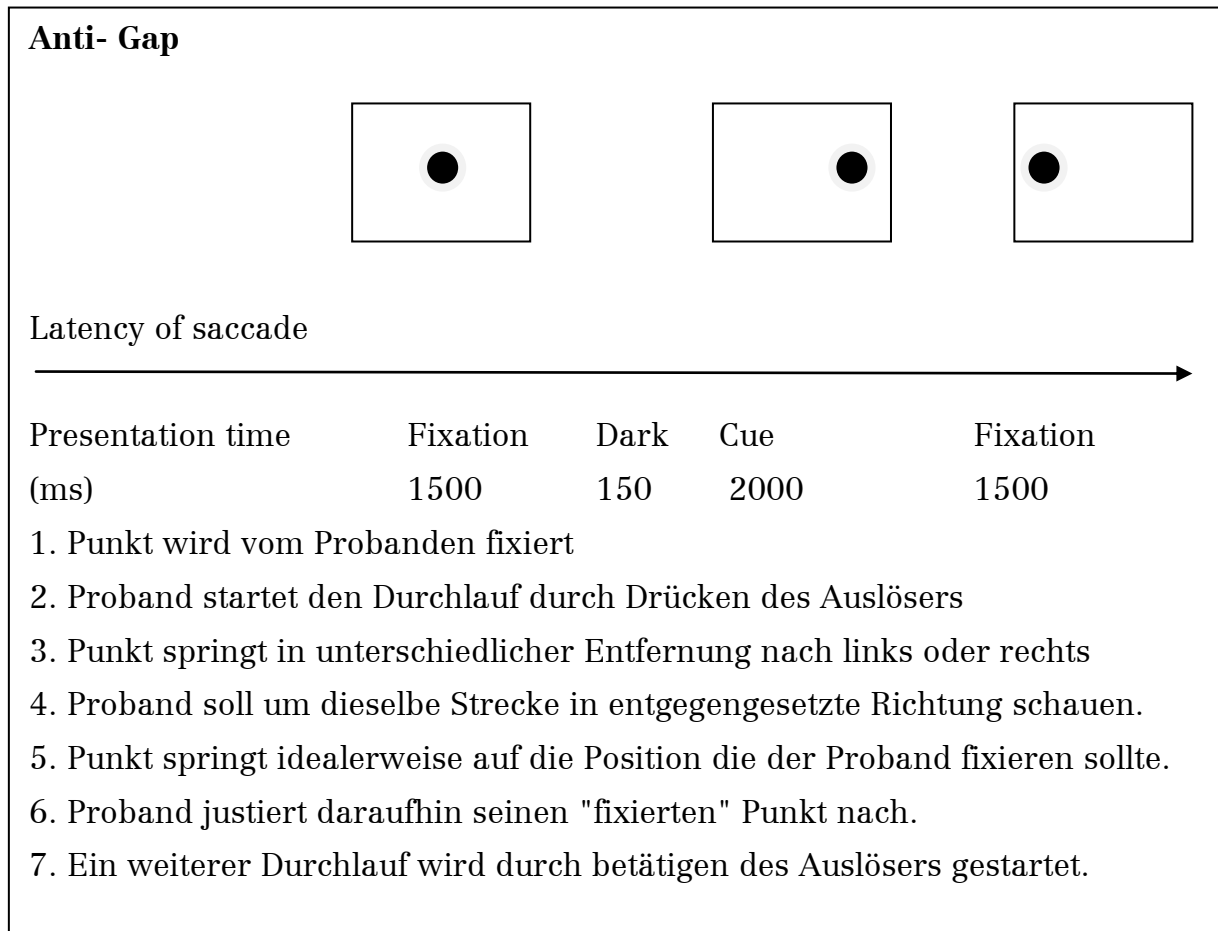 Anti- Gap
Latency of saccade
Presentation time Fixation Dark Cue Fixation
(ms) 1500 150 2000 1500
1. Punkt wird vom Probanden fixiert
2. Proband startet den Durchlauf durch Drücken des Auslösers
3. Punkt springt in unterschiedlicher Entfernung nach links oder rechts
4. Proband soll um dieselbe Strecke in entgegengesetzte Richtung schauen.
5. Punkt springt idealerweise auf die Position die der Proband fixieren sollte.
6. Proband justiert daraufhin seinen "fixierten" Punkt nach.
7. Ein weiterer Durchlauf wird durch betätigen des Auslösers gestartet.